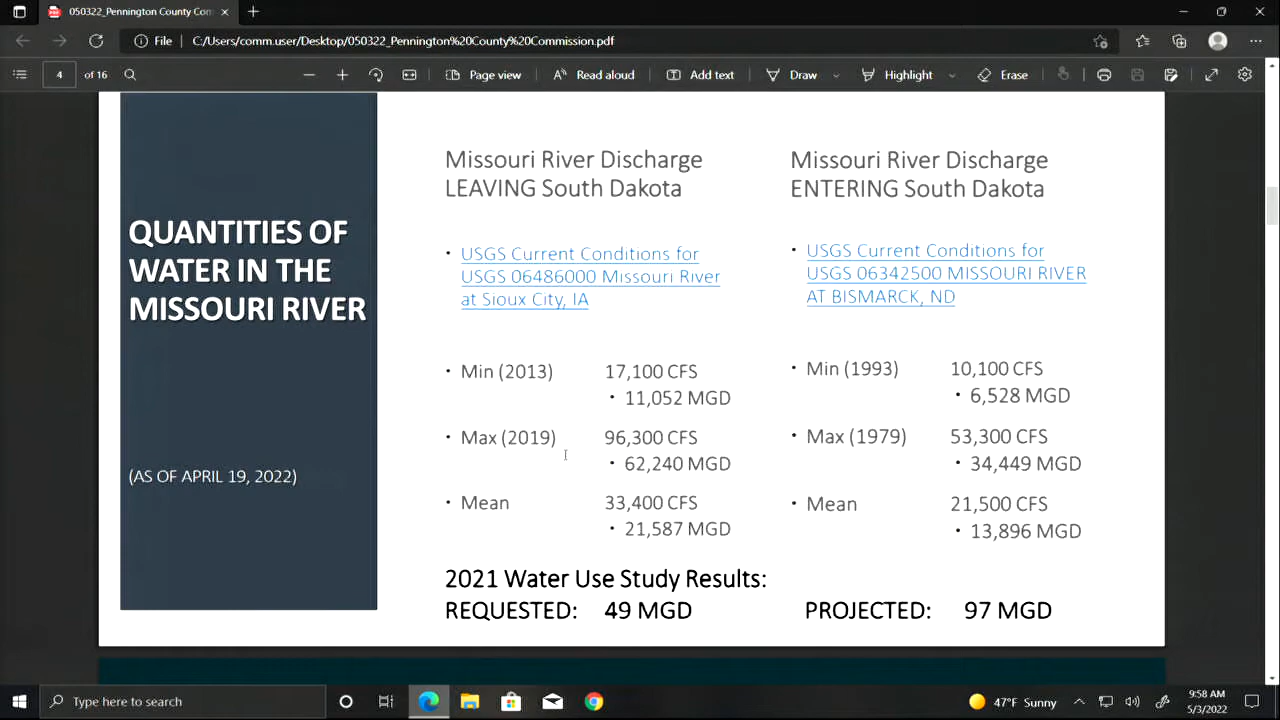 050322_Pennington County Com
File C:/Users/comm.user/Desktop/050322_Pennington%20County%20Commission.pdf
4 of 16 Page view Read aloud Add text Draw Highlight Erase
QUANTITIES OF
WATER IN THE
MISSOURI RIVER
(AS OF APRIL 19, 2022)
Missouri River Discharge
LEAVING South Dakota
• USGS Current Conditions for
USGS 06486000 Missouri River
at Sioux City, IA
• Min (2013) 17,100 CFS
• 11,052 MGD
• Max (2019) 96,300 CFS
• 62,240 MGD
• Mean 33,400 CFS
• 21,587 MGD
Missouri River Discharge
ENTERING South Dakota
• USGS Current Conditions for
USGS 06342500 MISSOURI RIVER
AT BISMARCK, ND
• Min (1993) 10,100 CFS
• 6,528 MGD
• Max (1979) 53,300 CFS
• 34,449 MGD
• Mean 21,500 CFS
• 13,896 MGD
2021 Water Use Study Results:
REQUESTED: 49 MGD PROJECTED: 97 MGD
Type here to search
47°F Sunny
9:58 AM
5/3/2022